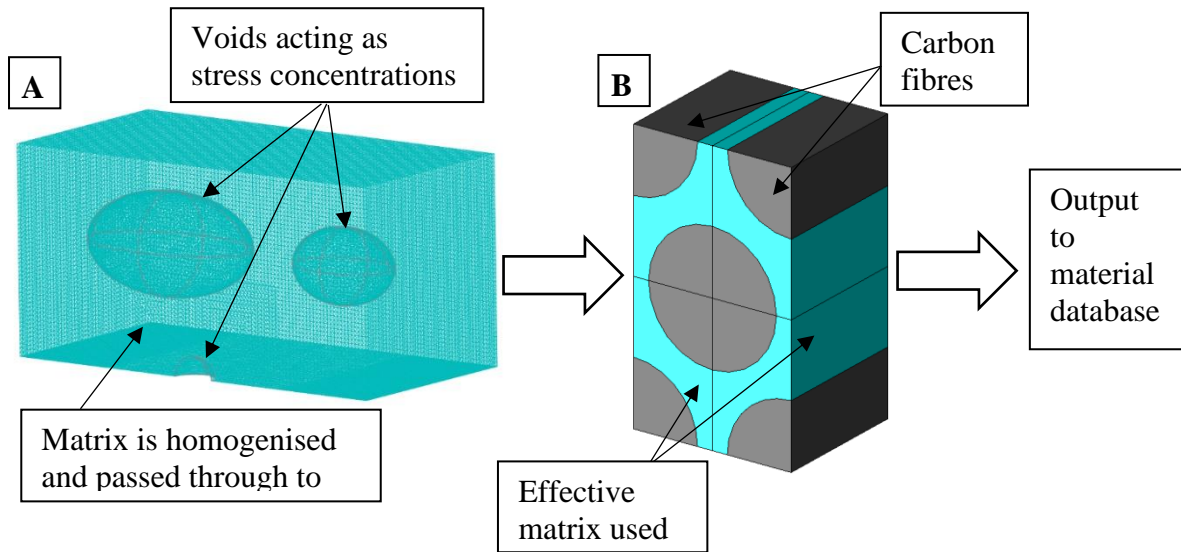 Voids acting as
stress concentrations
A
Carbon
fibres
B
Output
to
material
database
Matrix is homogenised
and passed through to
Effective
matrix used